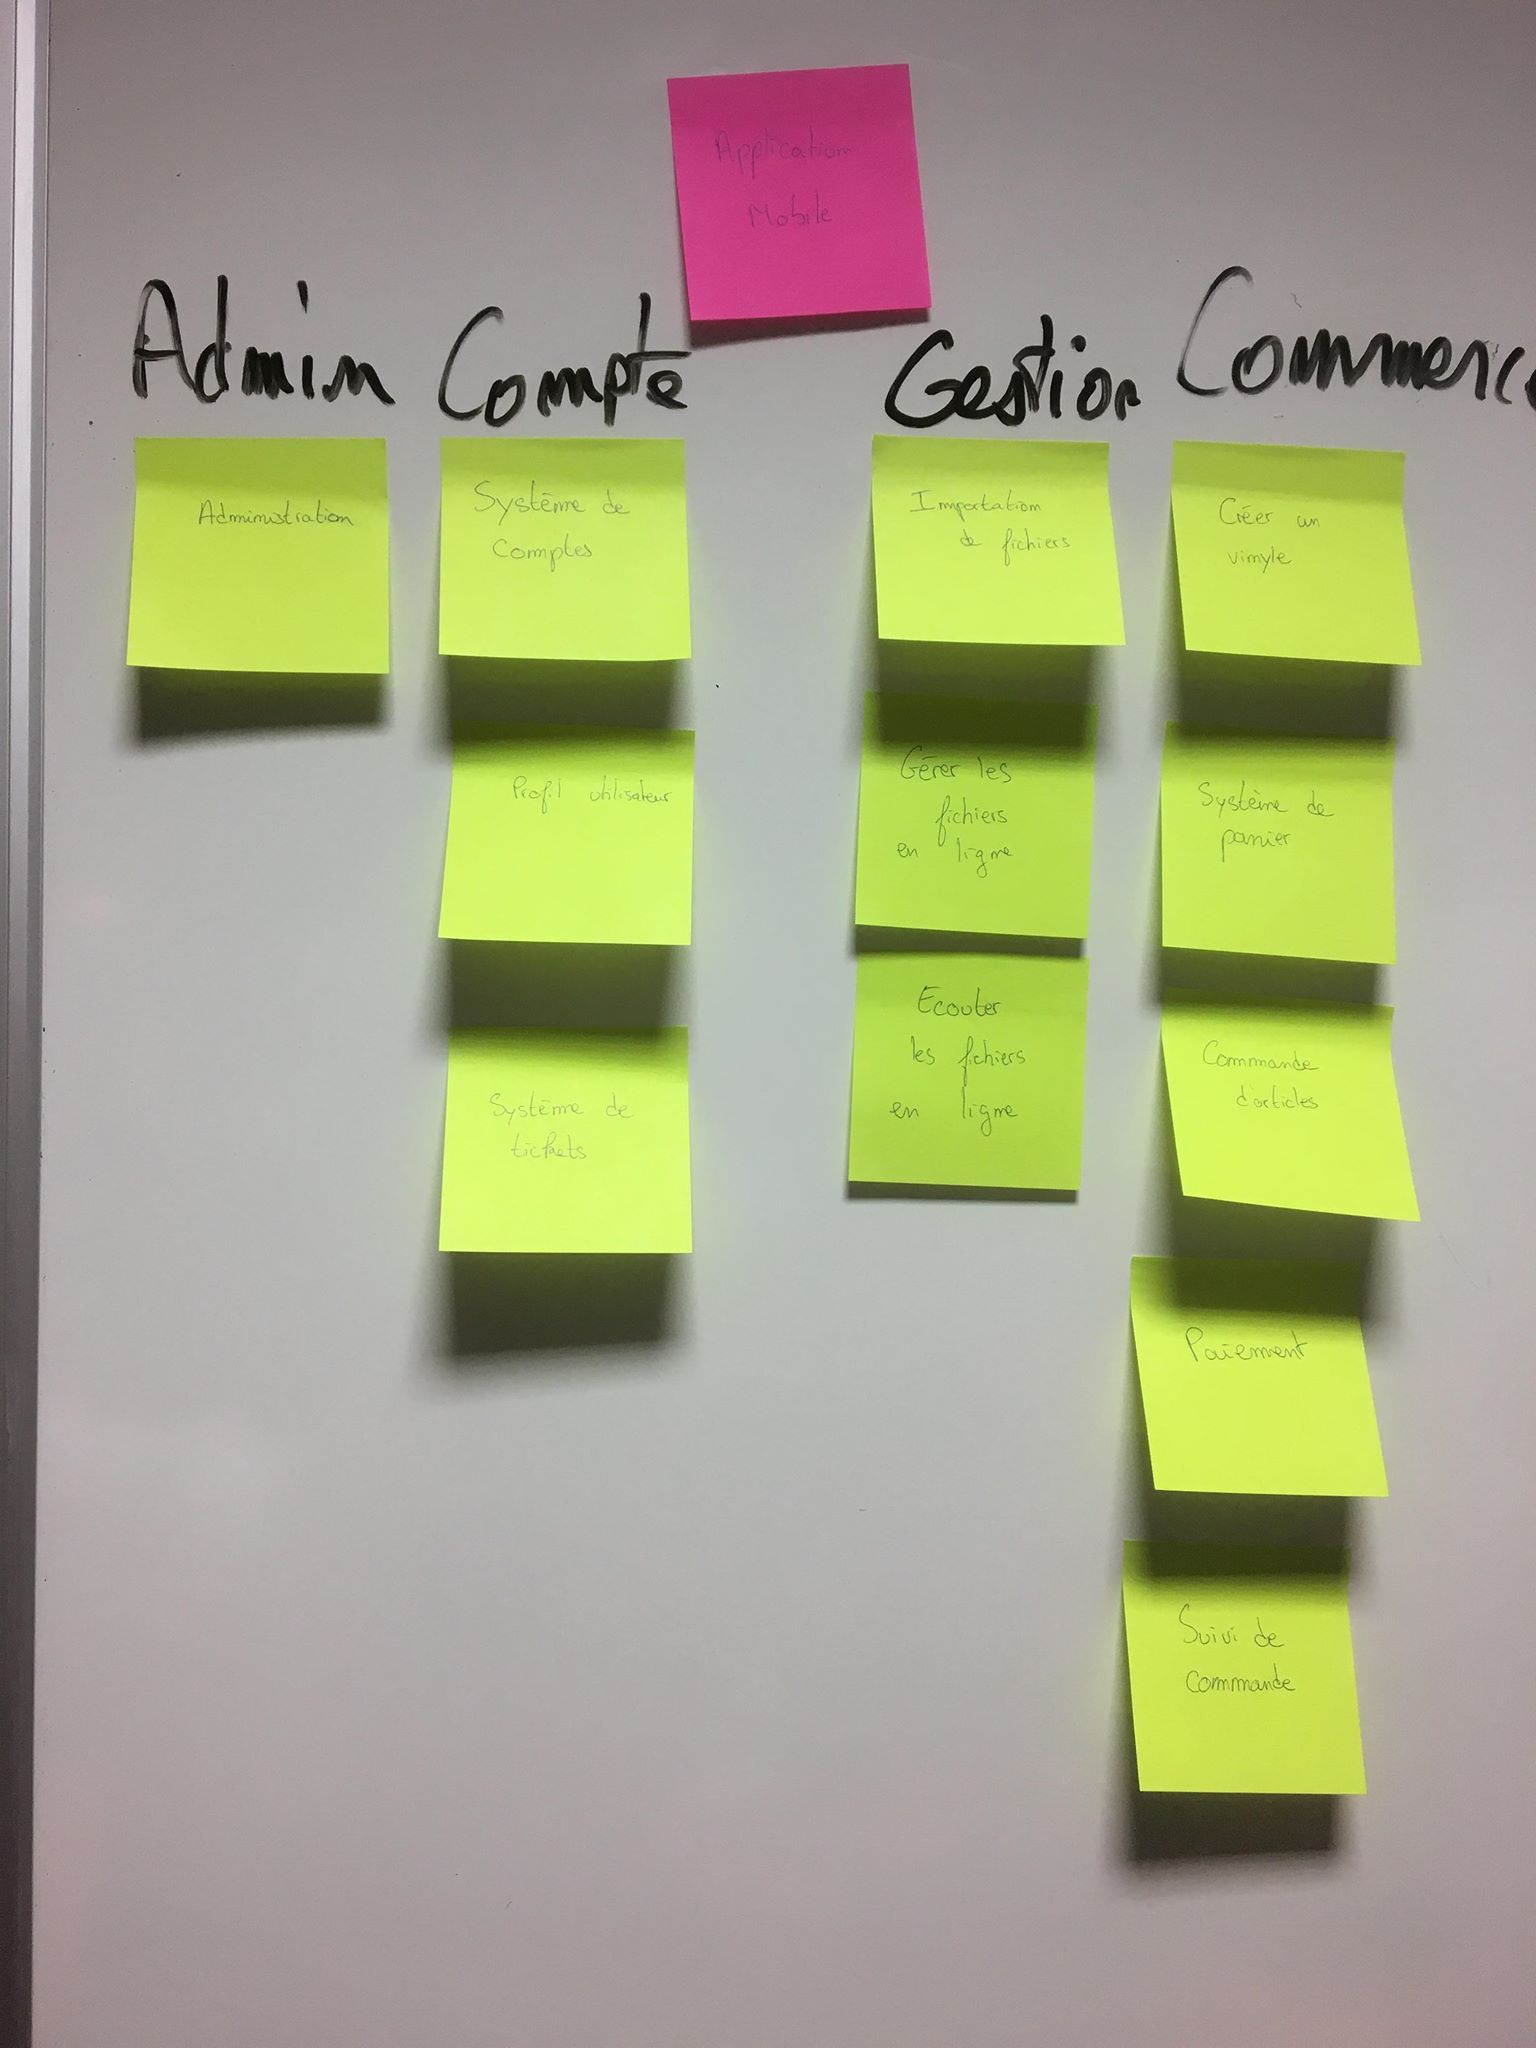 Application
Mobile
Admin
Compte
Gestion
Commerce
Administration
Système de
comptes
Profil utilisateur
Système de
tickets
Importation
de fichiers
Gérer les
fichiers
en ligne
Ecouter
les fichiers
en ligne
Créer un
vinyle
Système de
panier
Commande
d'articles
Paiement
Suivi de
commande